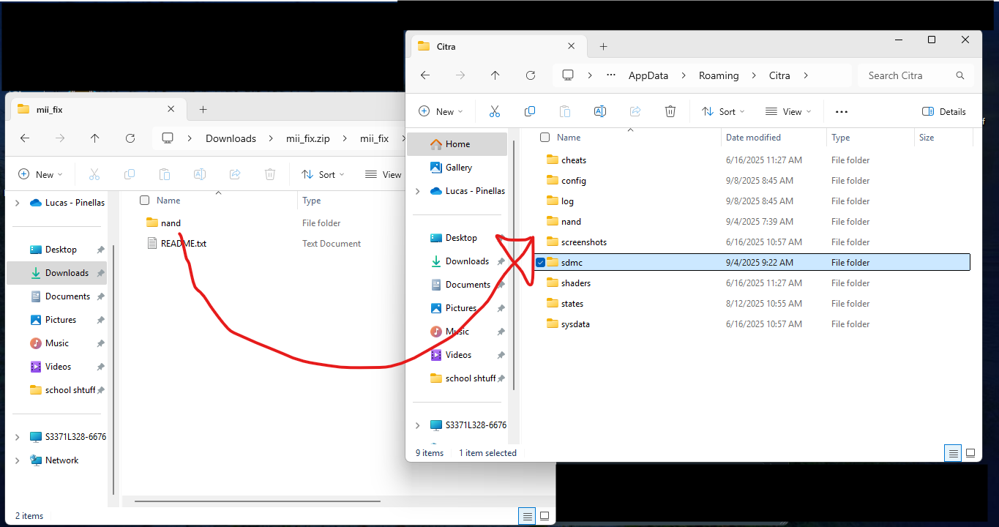 Citra
AppData
Roaming
Citra
Search Citra
New
Sort
View
Details
Home
Gallery
Lucas - Pinellas
Desktop
Downloads
Documents
Pictures
Music
Videos
school shtuff
S3371L328-6676
Name
Date modified
Type
Size
cheats
6/16/2025 11:27 AM
File folder
config
9/8/2025 8:45 AM
File folder
log
9/8/2025 8:45 AM
File folder
nand
9/4/2025 7:39 AM
File folder
screenshots
6/16/2025 10:57 AM
File folder
sdmc
9/4/2025 9:22 AM
File folder
shaders
6/16/2025 11:27 AM
File folder
states
8/12/2025 10:55 AM
File folder
sysdata
6/16/2025 10:57 AM
File folder
9 items
1 item selected
mii_fix
Downloads
mii_fix.zip
mii_fix
New
Sort
View
Lucas - Pinellas
Desktop
Downloads
Documents
Pictures
Music
Videos
school shtuff
S3371L328-6676
Network
Name
Type
nand
File folder
README.txt
Text Document
2 items